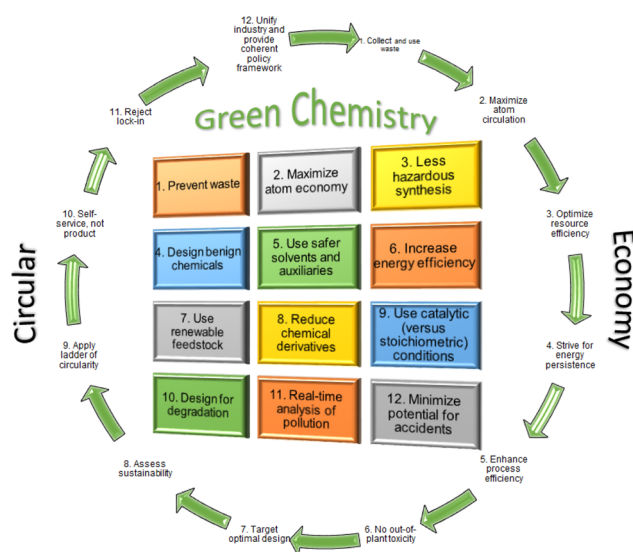 12. Unify
industry and
provide
coherent
policy
framework
1. Collect and use
waste
2. Maximize
atom
circulation
3. Optimize
resource
efficiency
4. Strive for
energy
persistence
5. Enhance
process
efficiency
6. No out-of-
plant toxicity
7. Target
optimal design
8. Assess
sustainability
9. Apply
ladder of
circularity
10. Self-
service, not
product
11. Reject
lock-in
Circular
Economy
Green Chemistry
1. Prevent waste
2. Maximize
atom economy
3. Less
hazardous
synthesis
4. Design benign
chemicals
5. Use safer
solvents and
auxiliaries
6. Increase
energy efficiency
7. Use
renewable
feedstock
8. Reduce
chemical
derivatives
9. Use catalytic
(versus
stoichiometric)
conditions
10. Design for
degradation
11. Real-time
analysis of
pollution
12. Minimize
potential for
accidents